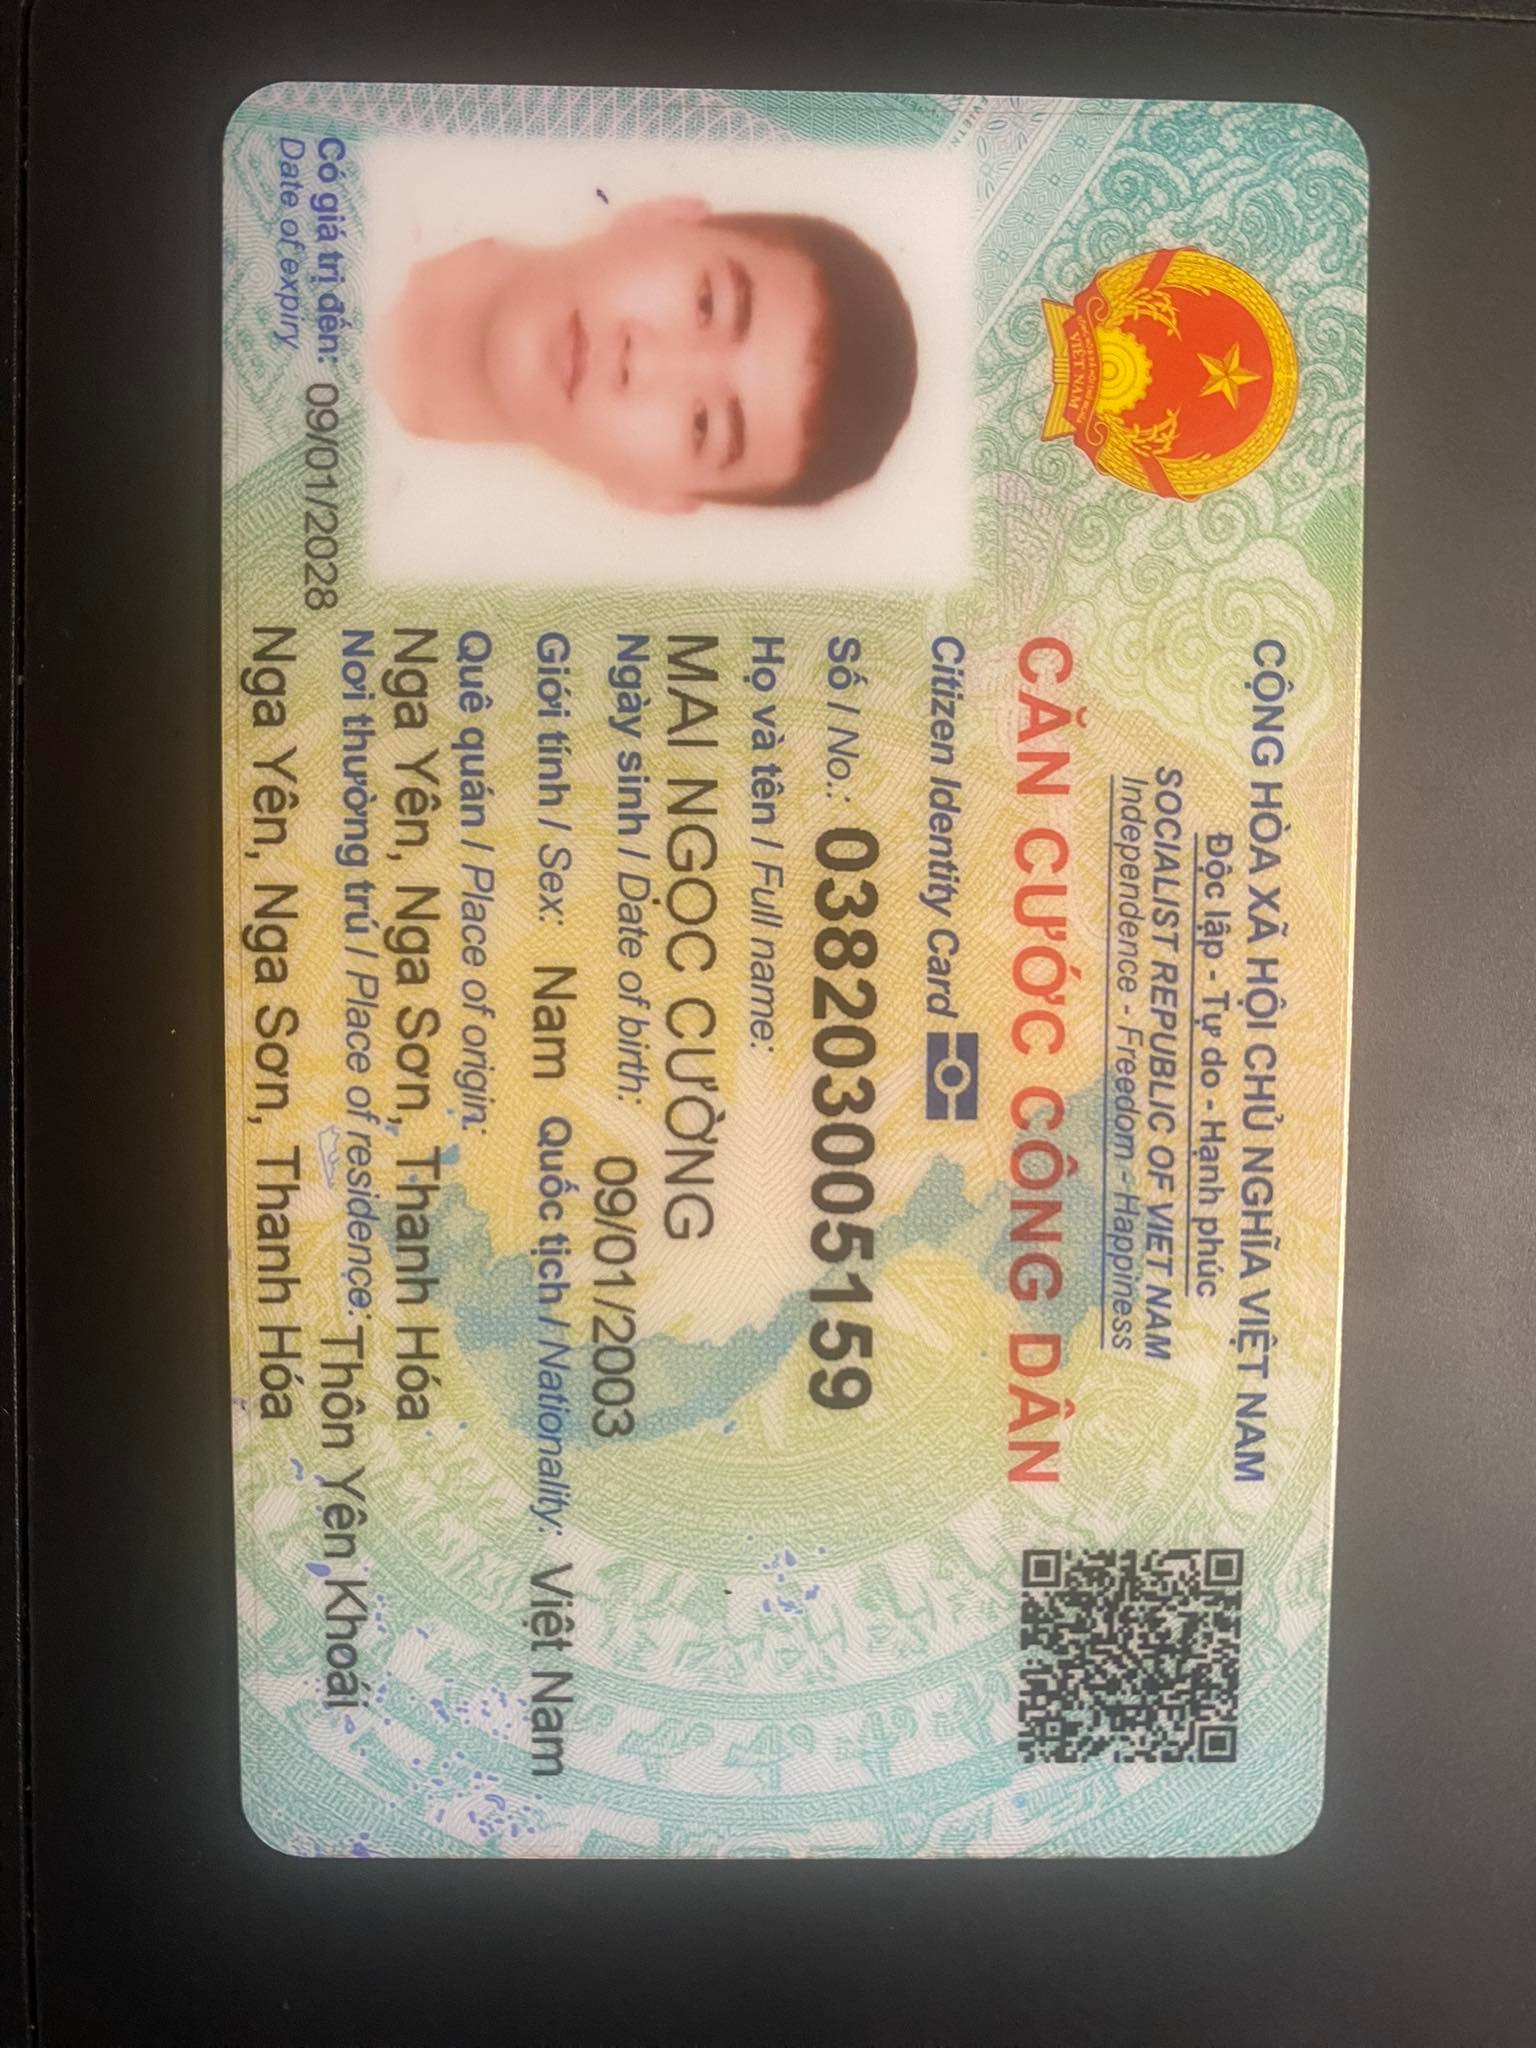 CỘNG HÒA XÃ HỘI CHỦ NGHĨA VIỆT NAM
Độc lập - Tự do - Hạnh phúc
SOCIALIST REPUBLIC OF VIET NAM
Independence - Freedom - Happiness
CĂN CƯỚC CÔNG DÂN
Citizen Identity Card
Số / No.: 038203005159
Họ và tên / Full name:
MAI NGỌC CƯỜNG
Ngày sinh / Date of birth: 09/01/2003
Giới tính / Sex: Nam Quốc tịch / Nationality: Việt Nam
Quê quán / Place of origin:
Nga Yên, Nga Sơn, Thanh Hóa
Nơi thường trú / Place of residence: Thôn Yên Khoái
Nga Yên, Nga Sơn, Thanh Hóa
Có giá trị đến: 09/01/2028
Date of expiry
VIỆT NAM